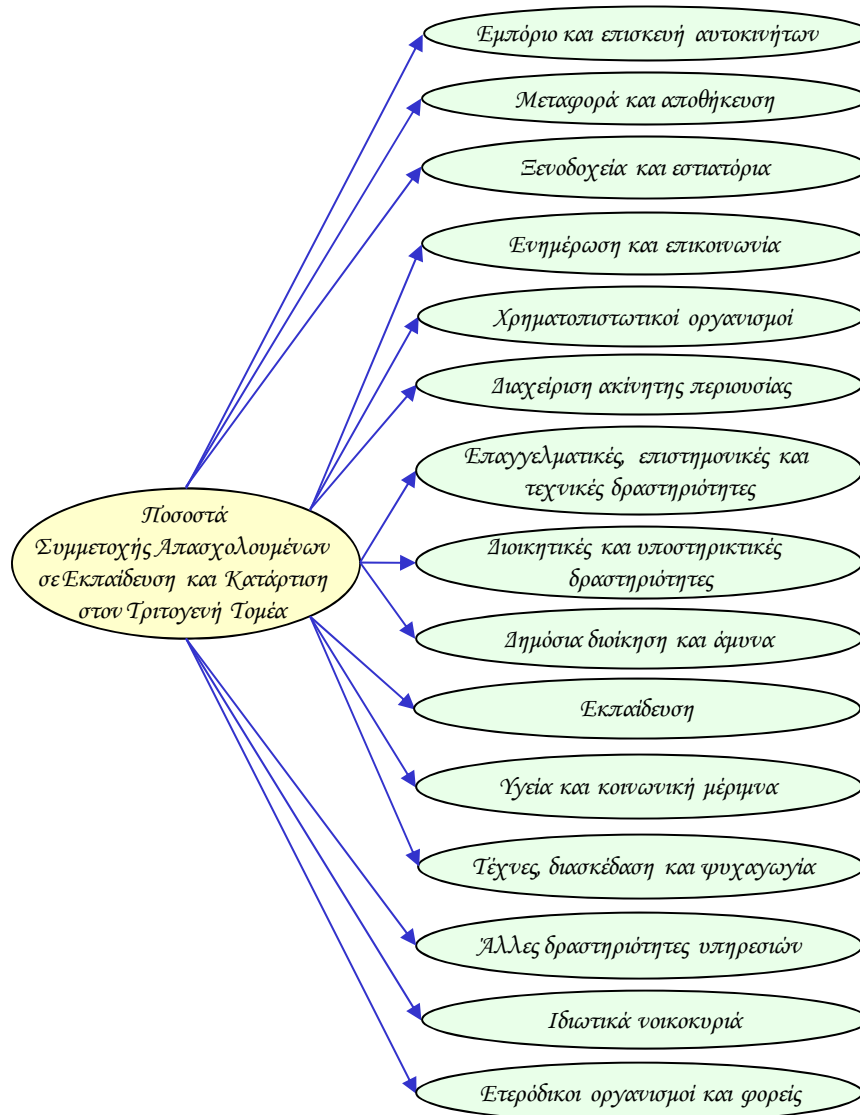 Εμπόριο και επισκευή αυτοκινήτων
Μεταφορά και αποθήκευση
Ξενοδοχεία και εστιατόρια
Ενημέρωση και επικοινωνία
Χρηματοπιστωτικοί οργανισμοί
Διαχείριση ακίνητης περιουσίας
Επαγγελματικές, επιστημονικές και
τεχνικές δραστηριότητες
Ποσοστά
Συμμετοχής Απασχολουμένων
σε Εκπαίδευση και Κατάρτιση
στον Τριτογενή Τομέα
Διοικητικές και υποστηρικτικές
δραστηριότητες
Δημόσια διοίκηση και άμυνα
Εκπαίδευση
Υγεία και κοινωνική μέριμνα
Τέχνες, διασκέδαση και ψυχαγωγία
Άλλες δραστηριότητες υπηρεσιών
Ιδιωτικά νοικοκυριά
Ετερόδικοι οργανισμοί και φορείς